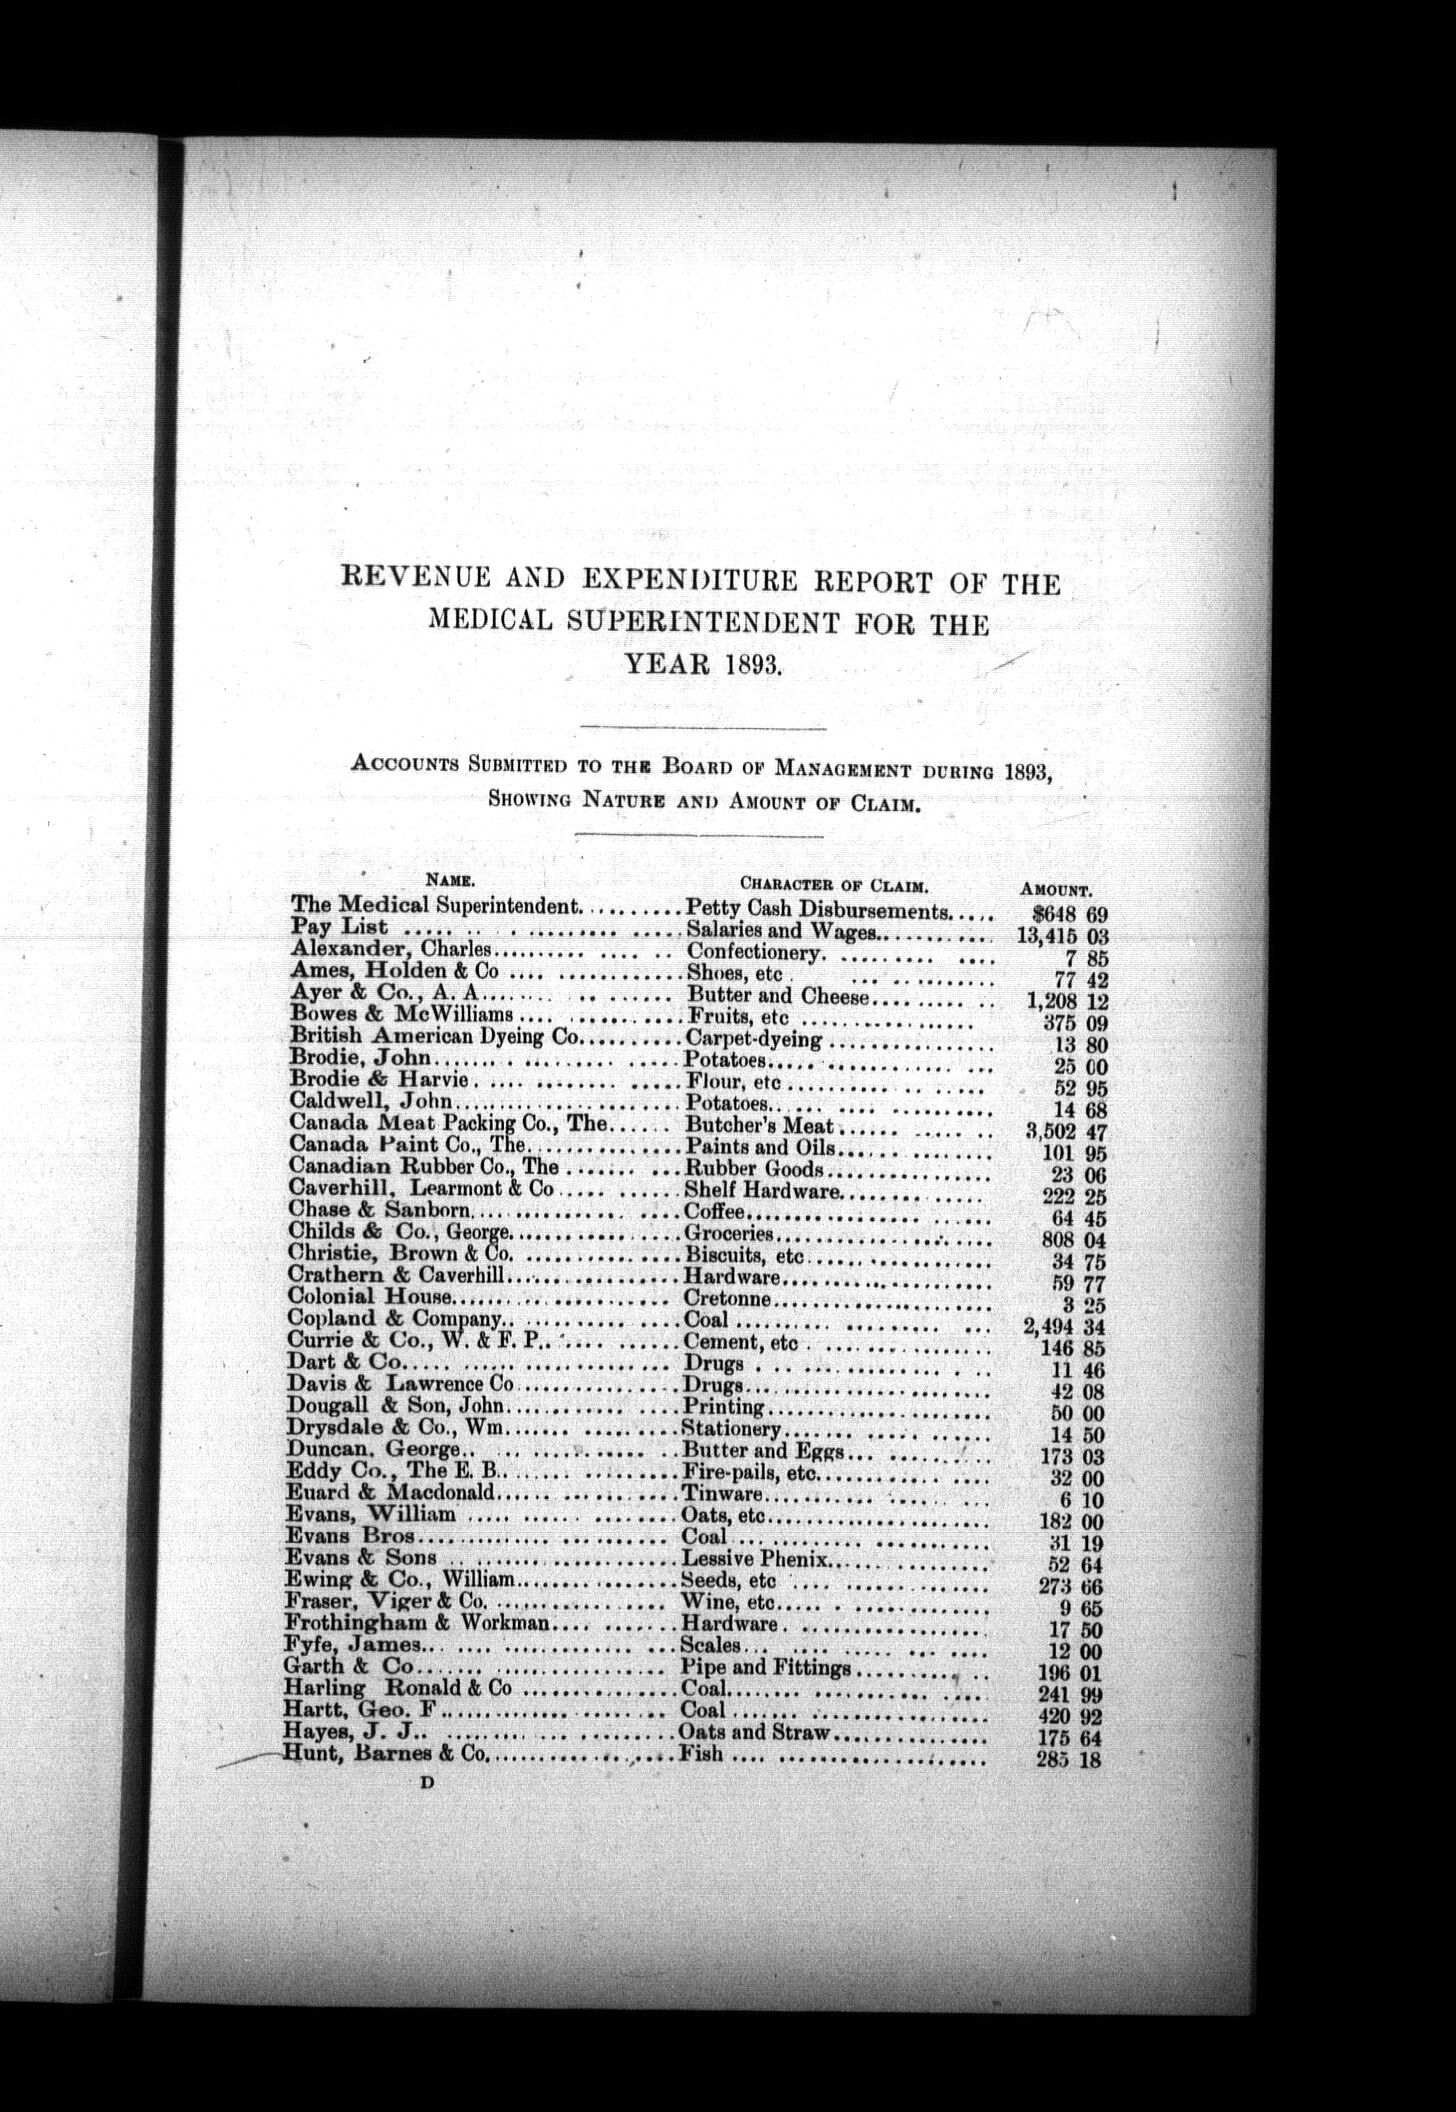 REVENUE AND EXPENDITURE REPORT OF THE
MEDICAL SUPERINTENDENT FOR THE
YEAR 1893.
ACCOUNTS SUBMITTED TO THE BOARD OF MANAGEMENT DURING 1893,
SHOWING NATURE AND AMOUNT OF CLAIM.
NAME. CHARACTER OF CLAIM. AMOUNT.
The Medical Superintendent. Petty Cash Disbursements. $648 69
Pay List Salaries and Wages. 13,415 03
Alexander, Charles Confectionery. 7 85
Ames, Holden & Co Shoes, etc 77 42
Ayer & Co., A. A. Butter and Cheese 1,208 12
Bowes & McWilliams Fruits, etc 375 09
British American Dyeing Co. Carpet-dyeing 13 80
Brodie, John Potatoes 25 00
Brodie & Harvie Flour, etc 52 95
Caldwell, John Potatoes 14 68
Canada Meat Packing Co., The Butcher's Meat 3,502 47
Canada Paint Co., The Paints and Oils 101 95
Canadian Rubber Co., The Rubber Goods 23 06
Caverhill, Learmont & Co Shelf Hardware 222 25
Chase & Sanborn Coffee 64 45
Childs & Co., George Groceries 808 04
Christie, Brown & Co. Biscuits, etc 34 75
Crathern & Caverhill Hardware 59 77
Colonial House Cretonne 3 25
Copland & Company Coal 2,494 34
Currie & Co., W. & F. P. Cement, etc 146 85
Dart & Co. Drugs 11 46
Davis & Lawrence Co Drugs 42 08
Dougall & Son, John Printing 50 00
Drysdale & Co., Wm Stationery 14 50
Duncan, George Butter and Eggs 173 03
Eddy Co., The E. B. Fire-pails, etc. 32 00
Euard & Macdonald Tinware 6 10
Evans, William Oats, etc 182 00
Evans Bros Coal 31 19
Evans & Sons Lessive Phenix 52 64
Ewing & Co., William Seeds, etc 273 66
Fraser, Viger & Co. Wine, etc 9 65
Frothingham & Workman Hardware 17 50
Fyfe, James Scales 12 00
Garth & Co Pipe and Fittings 196 01
Harling Ronald & Co Coal 241 99
Hartt, Geo. F Coal 420 92
Hayes, J. J. Oats and Straw 175 64
Hunt, Barnes & Co. Fish 285 18
D